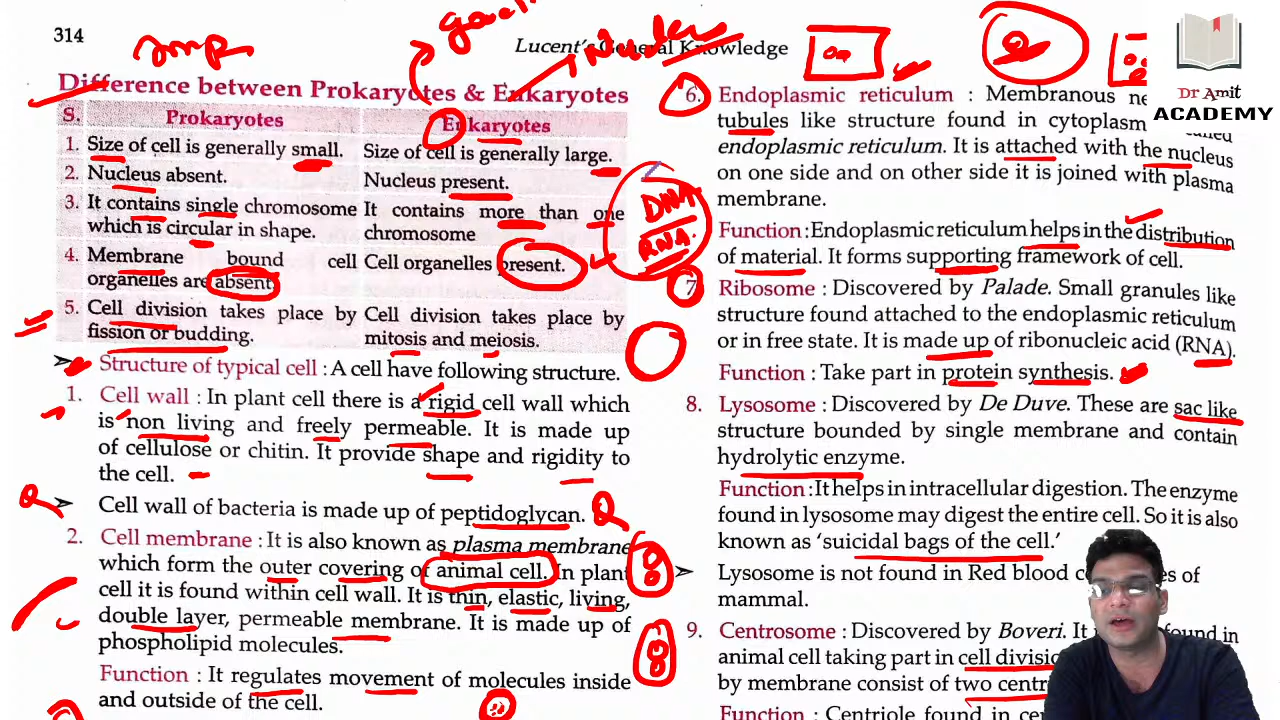 314
Imp
Lucent's General Knowledge
Nucleus
Difference between Prokaryotes & Eukaryotes
S. Prokaryotes Eukaryotes
1. Size of cell is generally small. Size of cell is generally large.
2. Nucleus absent. Nucleus present.
3. It contains single chromosome which is circular in shape. It contains more than one chromosome
4. Membrane bound cell organelles are absent. Cell organelles present.
5. Cell division takes place by fission or budding. Cell division takes place by mitosis and meiosis.
DNA
RNA.
➤ Structure of typical cell : A cell have following structure.
1. Cell wall : In plant cell there is a rigid cell wall which
is non living and freely permeable. It is made up
of cellulose or chitin. It provide shape and rigidity to
the cell.
➤ Cell wall of bacteria is made up of peptidoglycan.
2. Cell membrane : It is also known as plasma membrane
which form the outer covering of animal cell. In plant
cell it is found within cell wall. It is thin, elastic, living,
double layer, permeable membrane. It is made up of
phospholipid molecules.
Function : It regulates movement of molecules inside
and outside of the cell.
6. Endoplasmic reticulum : Membranous
tubules like structure found in cytoplasm
endoplasmic reticulum. It is attached with the nucleus
on one side and on other side it is joined with plasma
membrane.
Function : Endoplasmic reticulum helps in the distribution
of material. It forms supporting framework of cell.
7. Ribosome : Discovered by Palade. Small granules like
structure found attached to the endoplasmic reticulum
or in free state. It is made up of ribonucleic acid (RNA).
Function : Take part in protein synthesis.
8. Lysosome : Discovered by De Duve. These are sac like
structure bounded by single membrane and contain
hydrolytic enzyme.
Function : It helps in intracellular digestion. The enzyme
found in lysosome may digest the entire cell. So it is also
known as 'suicidal bags of the cell.'
➤ Lysosome is not found in Red blood of
mammal.
9. Centrosome : Discovered by Boveri. It found in
animal cell taking part in cell
by membrane consist of two
Function : Centriole found in
Dr Amit
ACADEMY